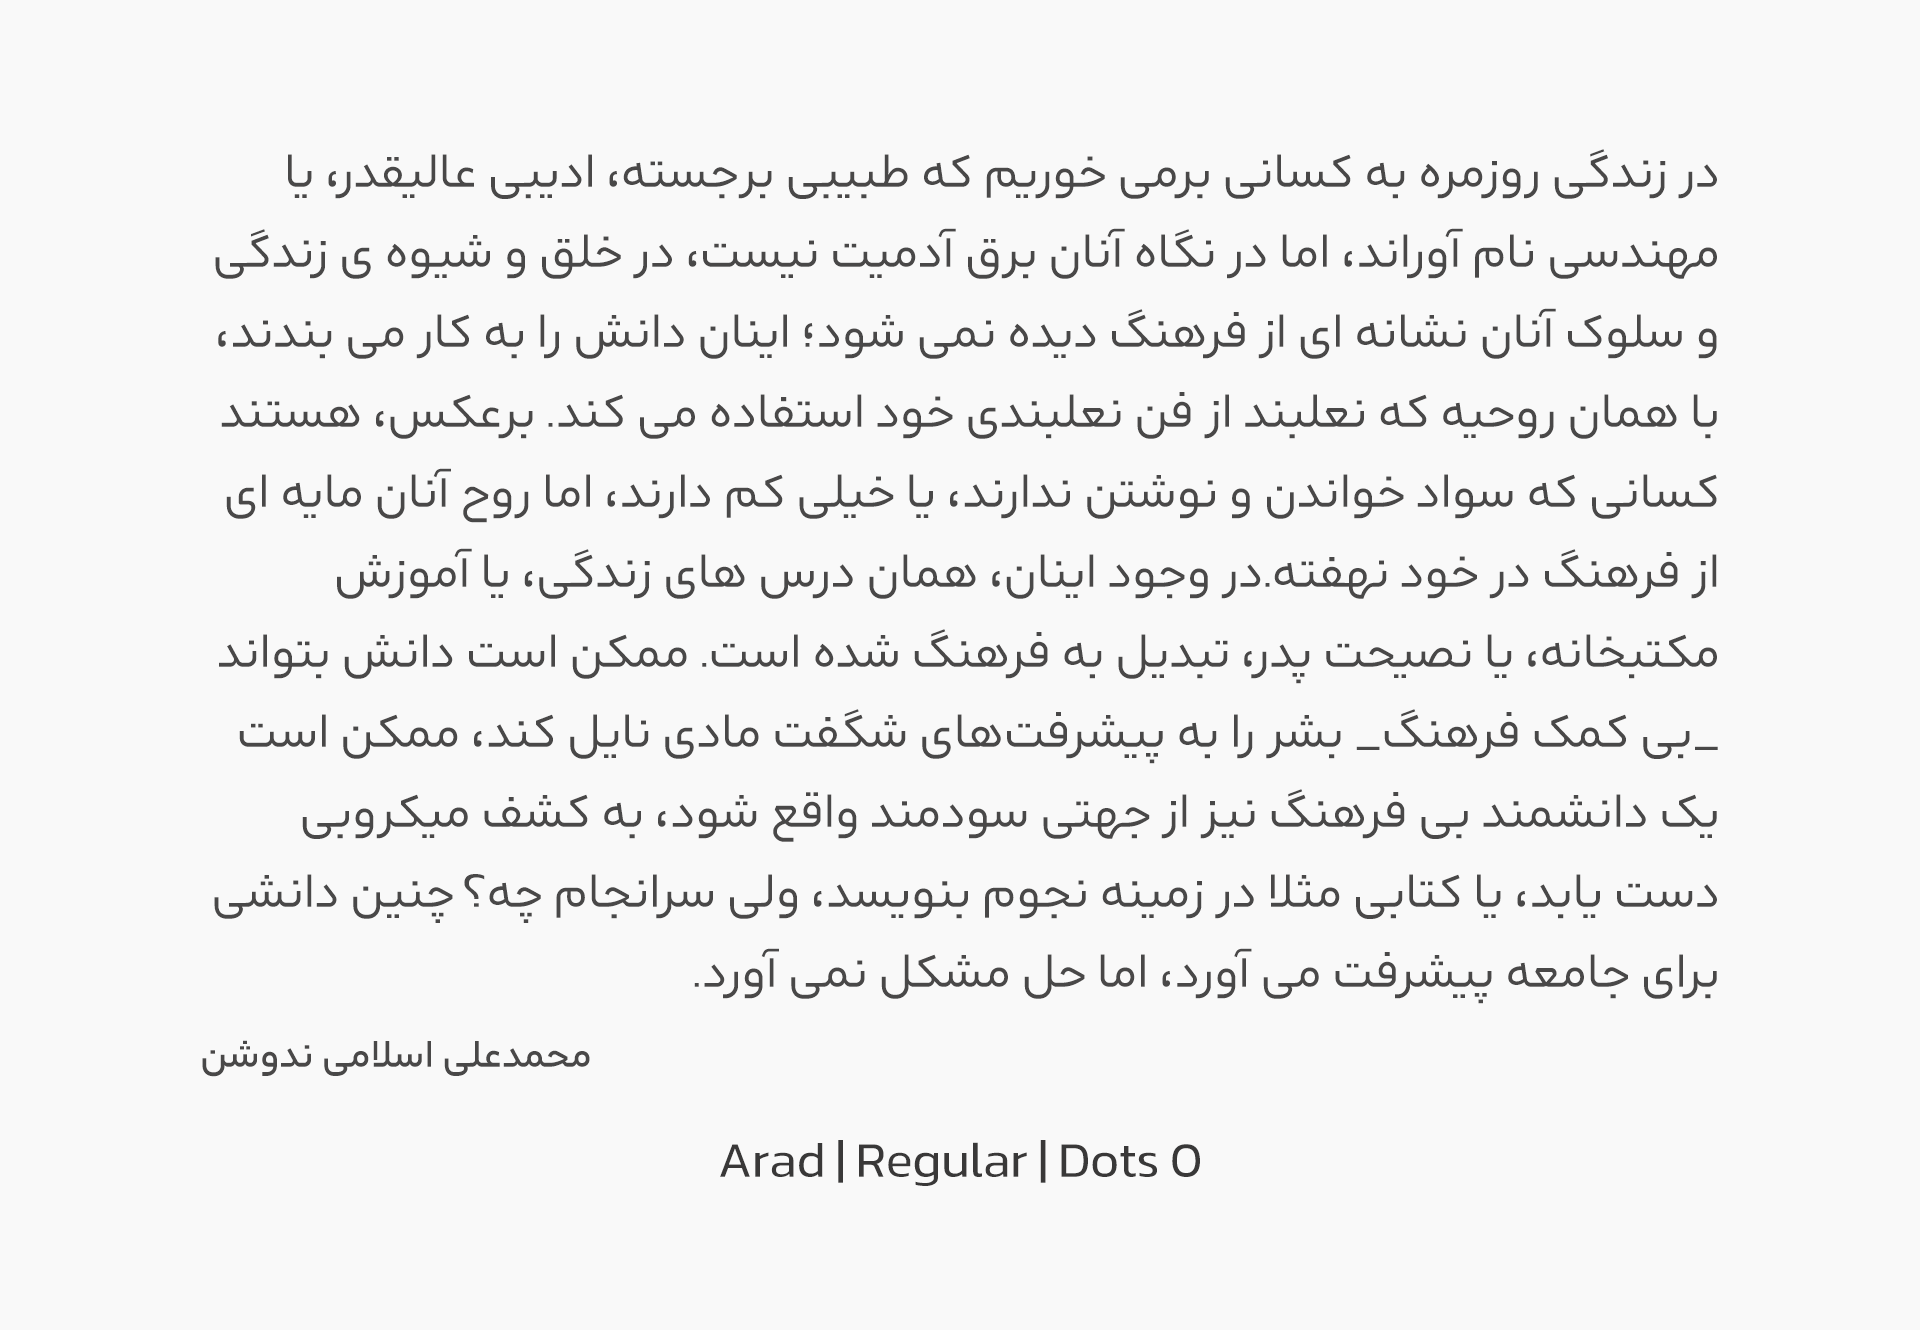 در زندگی روزمره به کسانی برمی خوریم که طبیبی برجسته، ادیبی عالیقدر، یا
مهندسی نام آوراند، اما در نگاه آنان برق آدمیت نیست، در خلق و شیوه ی زندگی
و سلوک آنان نشانه ای از فرهنگ دیده نمی شود؛ اینان دانش را به کار می بندند،
با همان روحیه که نعلبند از فن نعلبندی خود استفاده می کند. برعکس، هستند
کسانی که سواد خواندن و نوشتن ندارند، یا خیلی کم دارند، اما روح آنان مایه ای
از فرهنگ در خود نهفته.در وجود اینان، همان درس های زندگی، یا آموزش
مکتبخانه، یا نصیحت پدر، تبدیل به فرهنگ شده است. ممکن است دانش بتواند
_بی کمک فرهنگ_ بشر را به پیشرفت‌های شگفت مادی نایل کند، ممکن است
یک دانشمند بی فرهنگ نیز از جهتی سودمند واقع شود، به کشف میکروبی
دست یابد، یا کتابی مثلا در زمینه نجوم بنویسد، ولی سرانجام چه؟ چنین دانشی
برای جامعه پیشرفت می آورد، اما حل مشکل نمی آورد.
محمدعلی اسلامی ندوشن
Arad | Regular | Dots 0